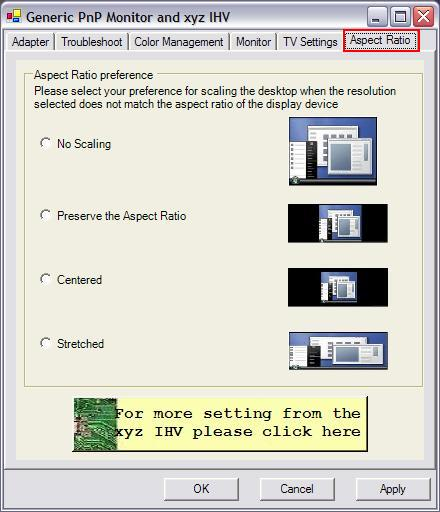 Generic PnP Monitor and xyz IHV
Adapter Troubleshoot Color Management Monitor TV Settings Aspect Ratio
Aspect Ratio preference
Please select your preference for scaling the desktop when the resolution
selected does not match the aspect ratio of the display device
No Scaling
Preserve the Aspect Ratio
Centered
Stretched
For more setting from the
xyz IHV please click here
OK Cancel Apply